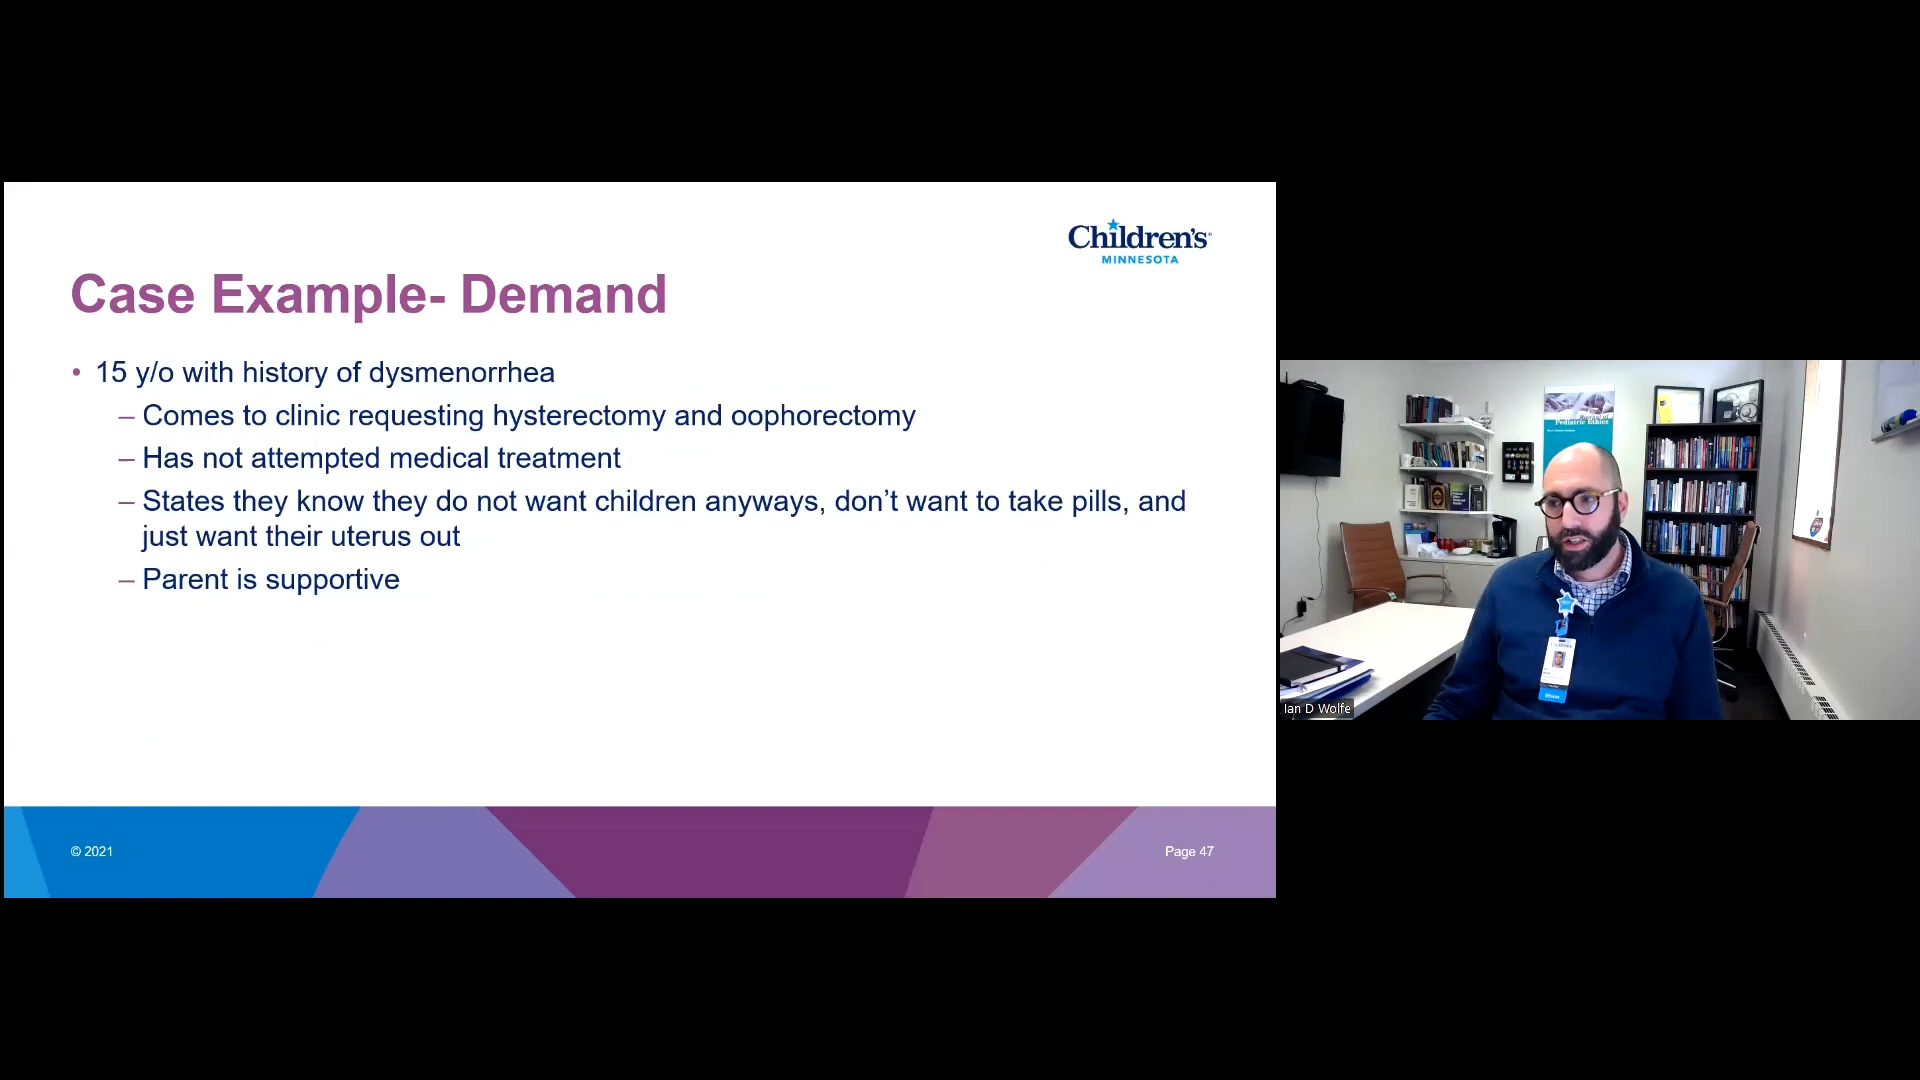 Children's
MINNESOTA
Case Example- Demand
• 15 y/o with history of dysmenorrhea
– Comes to clinic requesting hysterectomy and oophorectomy
– Has not attempted medical treatment
– States they know they do not want children anyways, don’t want to take pills, and
just want their uterus out
– Parent is supportive
© 2021
Page 47
Pediatric Ethics
Ian D Wolfe